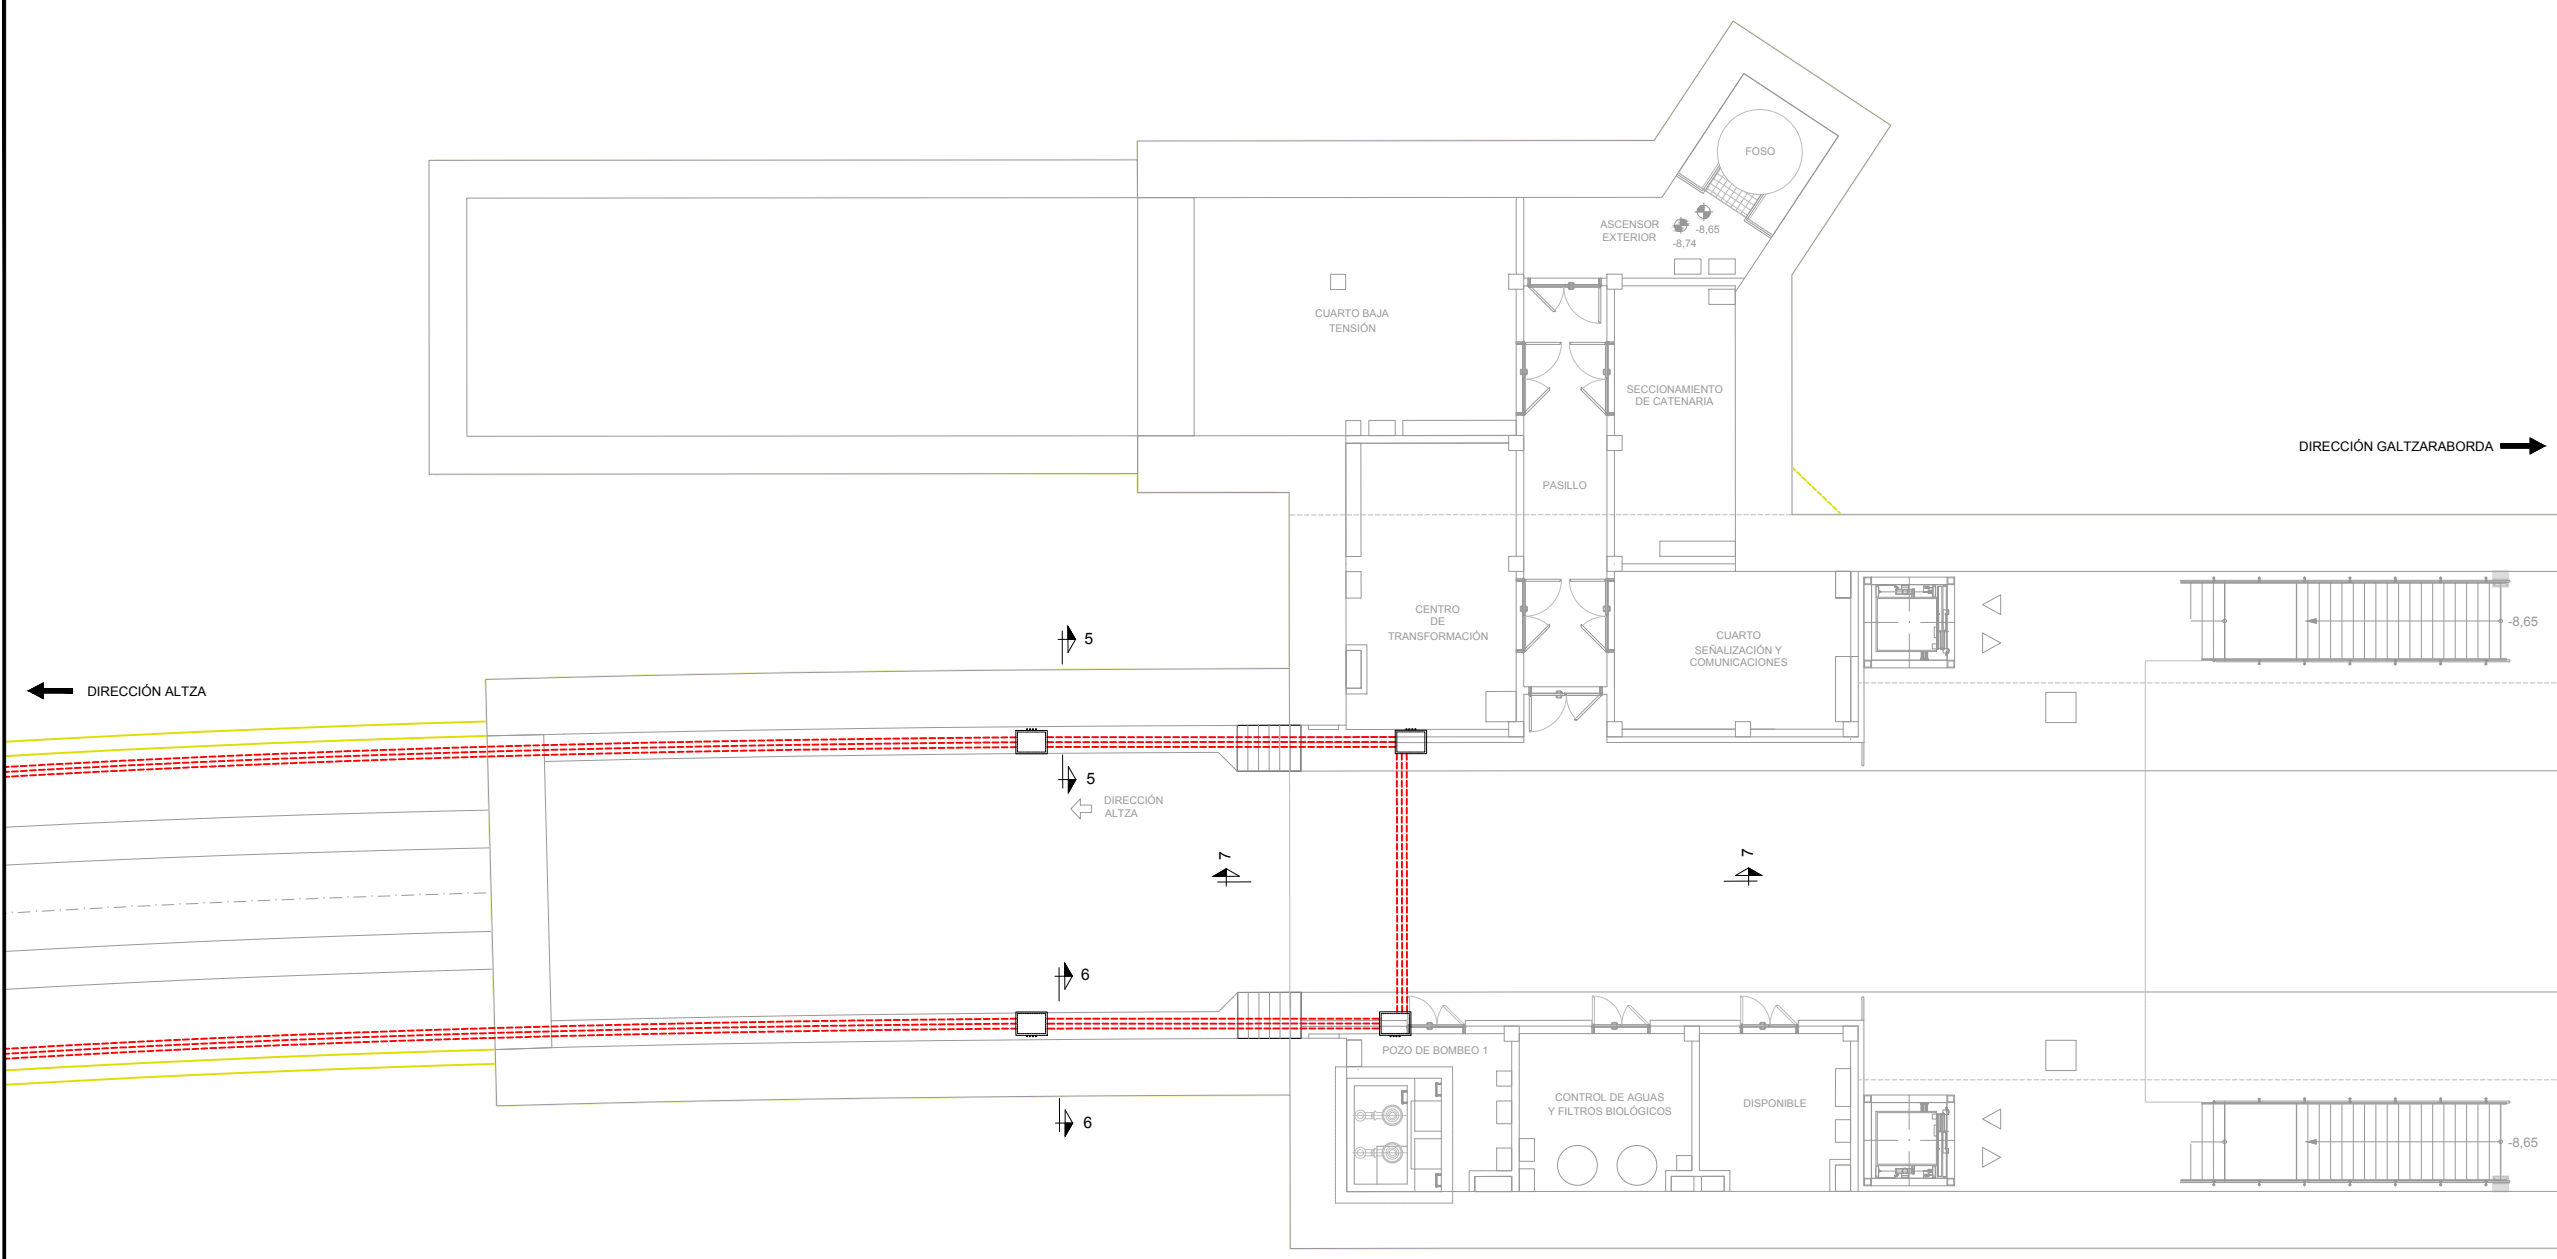 FOSO
ASCENSOR
EXTERIOR
-8,65
-8,74
CUARTO BAJA
TENSIÓN
SECCIONAMIENTO
DE CATENARIA
DIRECCIÓN GALTZARABORDA
PASILLO
CENTRO
DE
TRANSFORMACIÓN
CUARTO
SEÑALIZACIÓN Y
COMUNICACIONES
-8,65
5
DIRECCIÓN ALTZA
5
DIRECCIÓN
ALTZA
7
7
6
POZO DE BOMBEO 1
CONTROL DE AGUAS
Y FILTROS BIOLÓGICOS
DISPONIBLE
6
-8,65